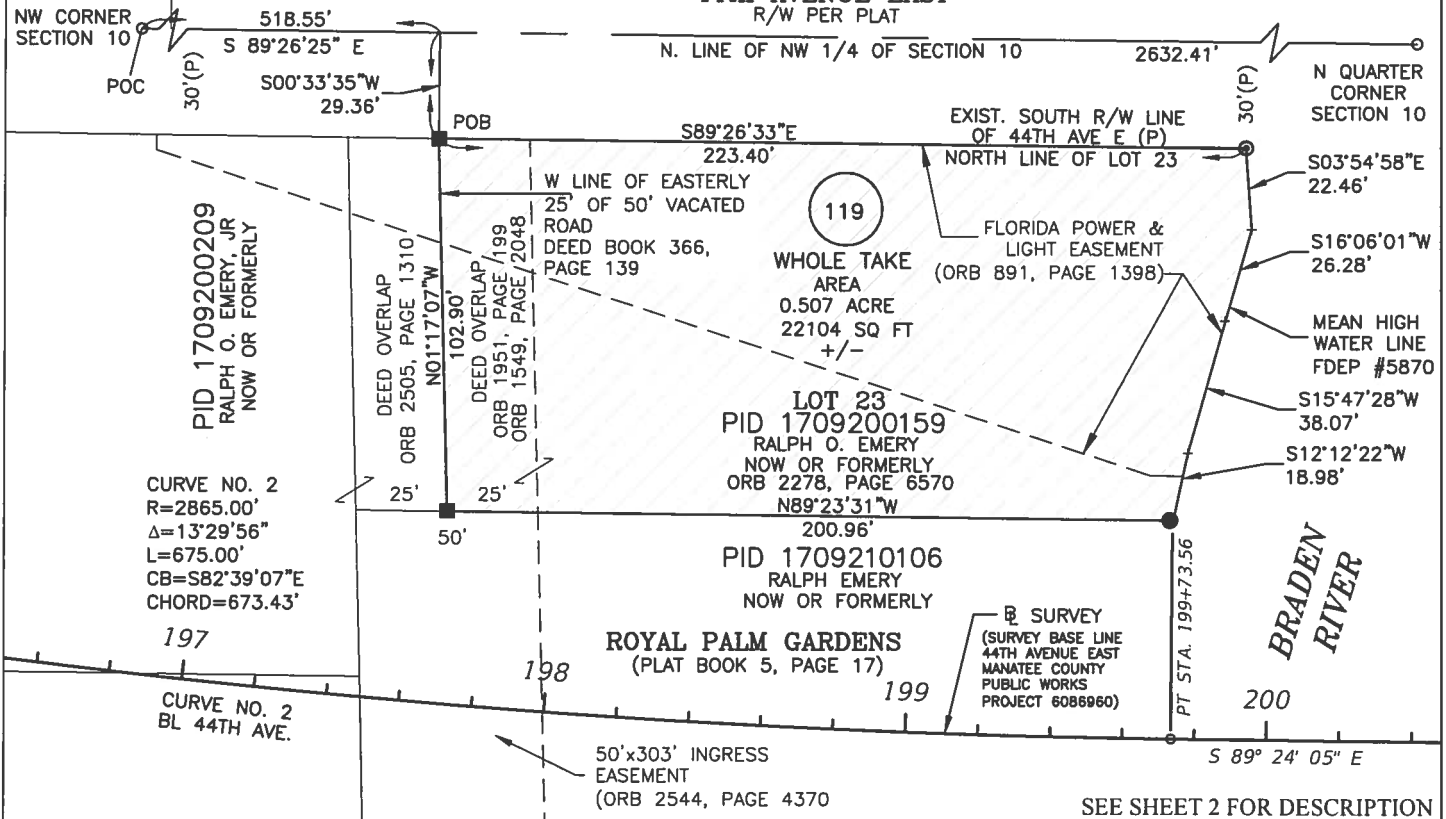 NW CORNER
SECTION 10
POC
518.55'
S 89°26'25" E
S00°33'35"W
29.36'
30'(P)
R/W PER PLAT
N. LINE OF NW 1/4 OF SECTION 10
2632.41'
30'(P)
N QUARTER
CORNER
SECTION 10
POB
S89°26'33"E
223.40'
EXIST. SOUTH R/W LINE
OF 44TH AVE E (P)
NORTH LINE OF LOT 23
S03°54'58"E
22.46'
S16°06'01"W
26.28'
MEAN HIGH
WATER LINE
FDEP #5870
S15°47'28"W
38.07'
S12°12'22"W
18.98'
W LINE OF EASTERLY
25' OF 50' VACATED
ROAD
DEED BOOK 366,
PAGE 139
119
WHOLE TAKE
AREA
0.507 ACRE
22104 SQ FT
+/-
FLORIDA POWER &
LIGHT EASEMENT
(ORB 891, PAGE 1398)
PID 1709200209
RALPH O. EMERY, JR
NOW OR FORMERLY
DEED OVERLAP
ORB 2505, PAGE 1310
N01°17'07"W
102.90'
DEED OVERLAP
ORB 1951, PAGE 199
ORB 1549, PAGE 2048
LOT 23
PID 1709200159
RALPH O. EMERY
NOW OR FORMERLY
ORB 2278, PAGE 6570
N89°23'31"W
200.96'
25'
25'
50'
CURVE NO. 2
R=2865.00'
Δ=13°29'56"
L=675.00'
CB=S82°39'07"E
CHORD=673.43'
PID 1709210106
RALPH EMERY
NOW OR FORMERLY
ROYAL PALM GARDENS
(PLAT BOOK 5, PAGE 17)
BL SURVEY
(SURVEY BASE LINE
44TH AVENUE EAST
MANATEE COUNTY
PUBLIC WORKS
PROJECT 6086960)
PT STA. 199+73.56
BRADEN
RIVER
197
198
199
200
CURVE NO. 2
BL 44TH AVE.
50'x303' INGRESS
EASEMENT
(ORB 2544, PAGE 4370
S 89° 24' 05" E
SEE SHEET 2 FOR DESCRIPTION